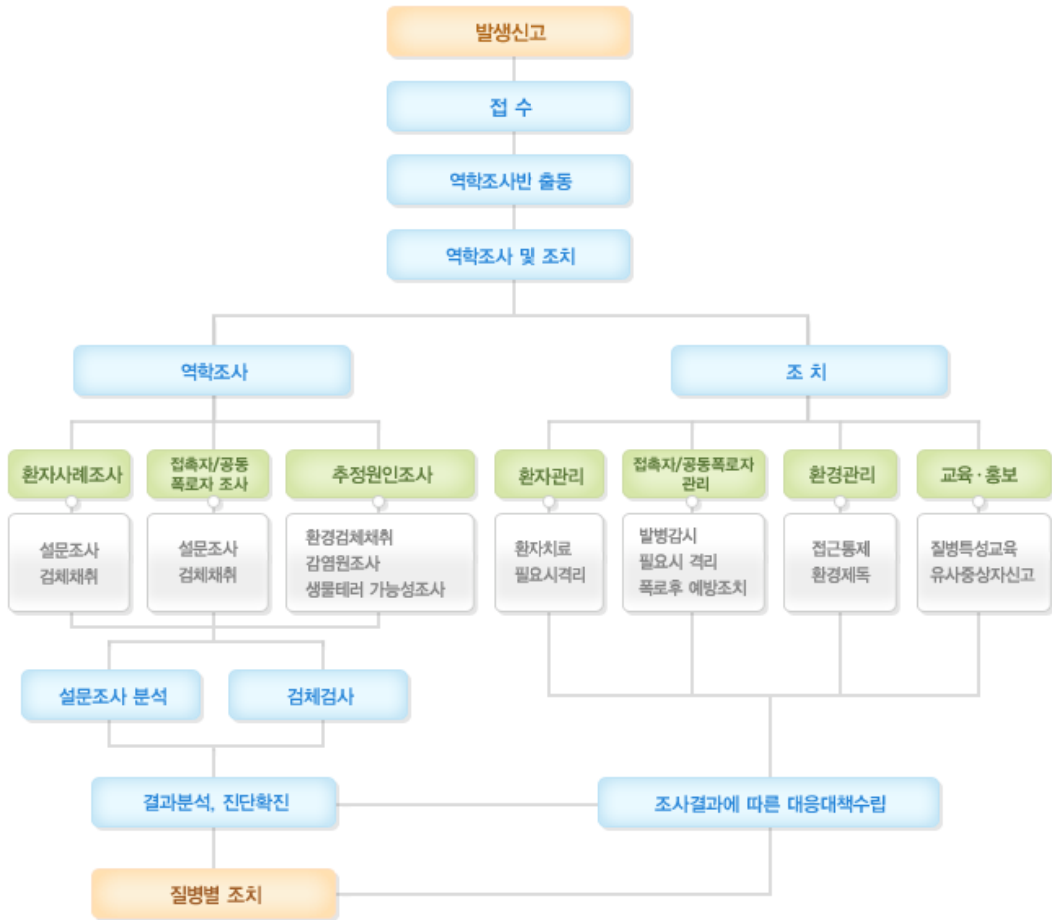 발생신고
접 수
역학조사반 출동
역학조사 및 조치
역학조사
조 치
환자사례조사
접촉자/공동
폭로자 조사
추정원인조사
환자관리
접촉자/공동폭로자
관리
환경관리
교육·홍보
설문조사
검체채취
설문조사
검체채취
환경검체채취
감염원조사
생물테러 가능성조사
환자치료
필요시격리
발병감시
필요시 격리
폭로후 예방조치
접근통제
환경제독
질병특성교육
유사증상자신고
설문조사 분석
검체검사
결과분석, 진단확진
조사결과에 따른 대응대책수립
질병별 조치